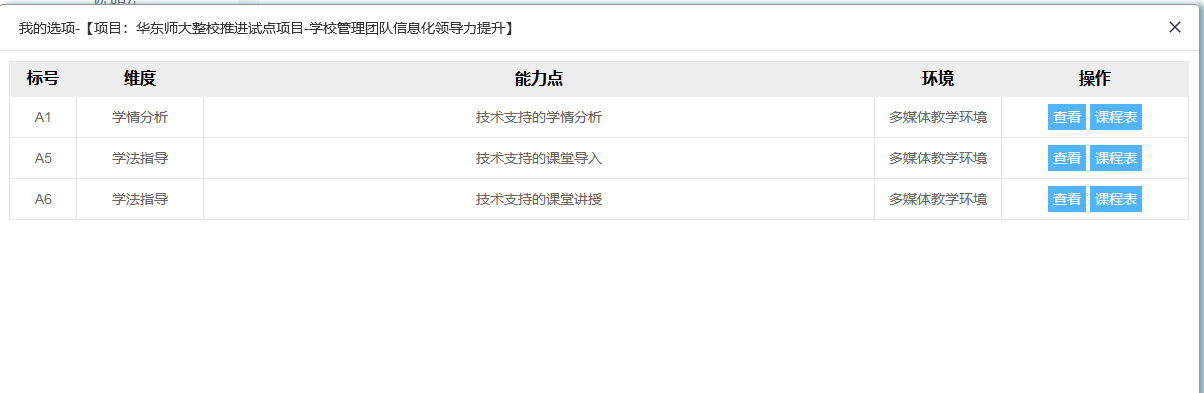 我的选项-【项目：华东师大整校推进试点项目-学校管理团队信息化领导力提升】
标号 维度 能力点 环境 操作
A1 学情分析 技术支持的学情分析 多媒体教学环境 查看 课程表
A5 学法指导 技术支持的课堂导入 多媒体教学环境 查看 课程表
A6 学法指导 技术支持的课堂讲授 多媒体教学环境 查看 课程表